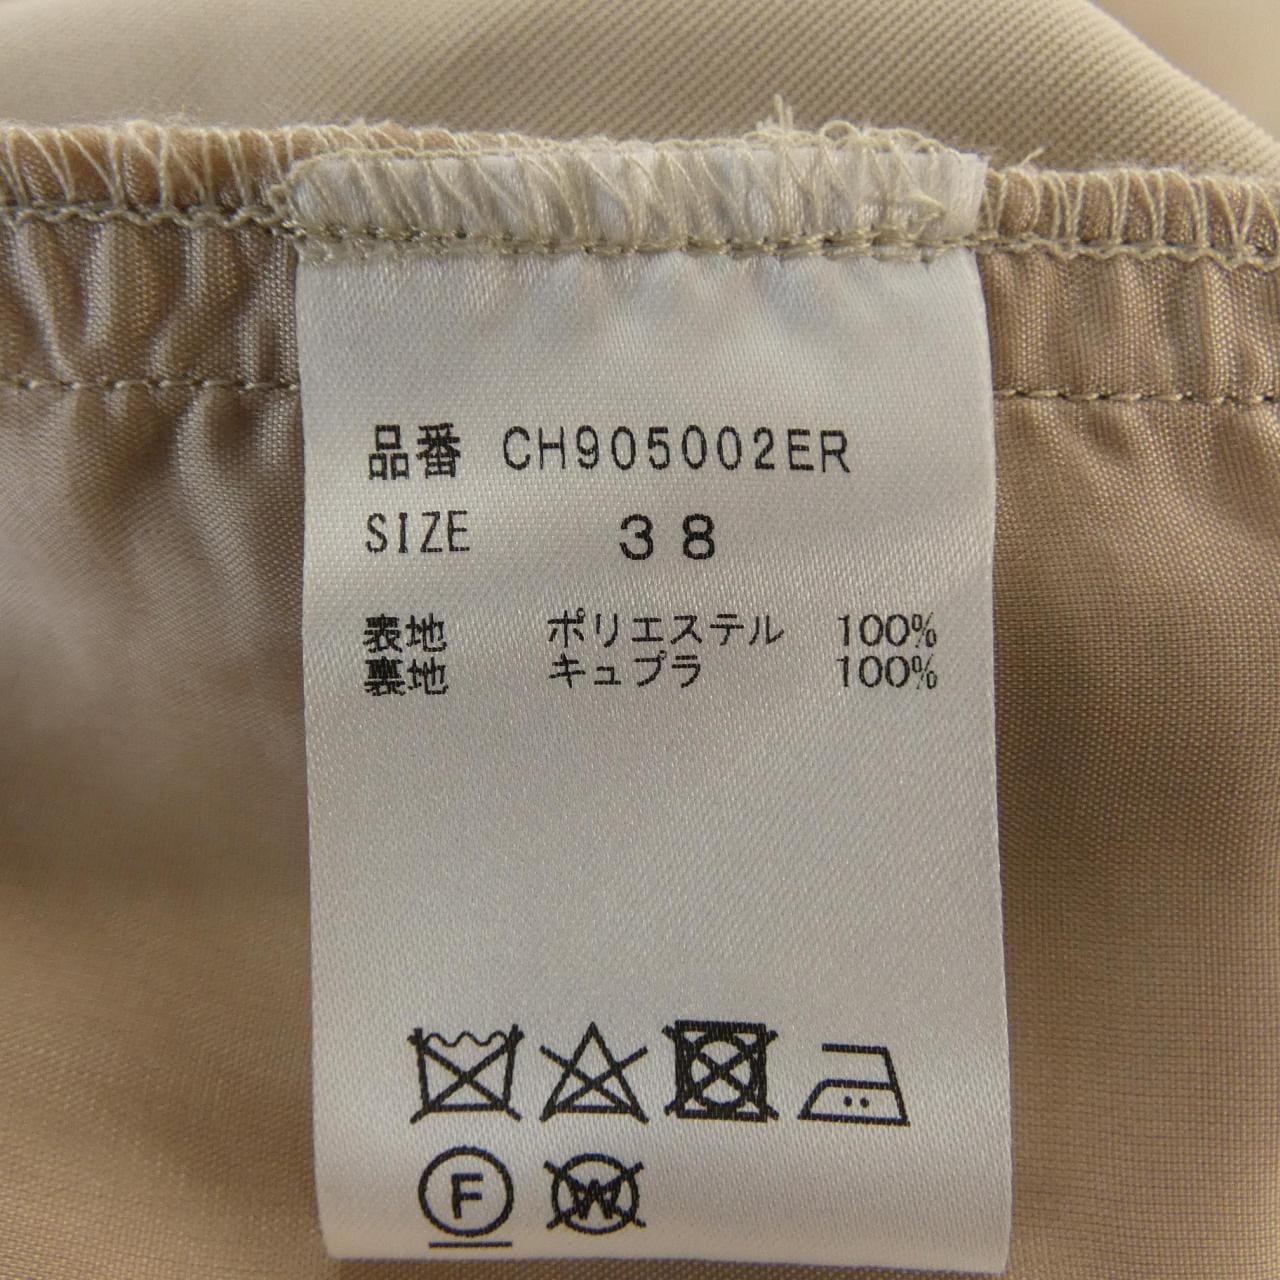 品番 CH905002ER
SIZE 38
表地 ポリエステル 100%
裏地 キュプラ 100%
F W